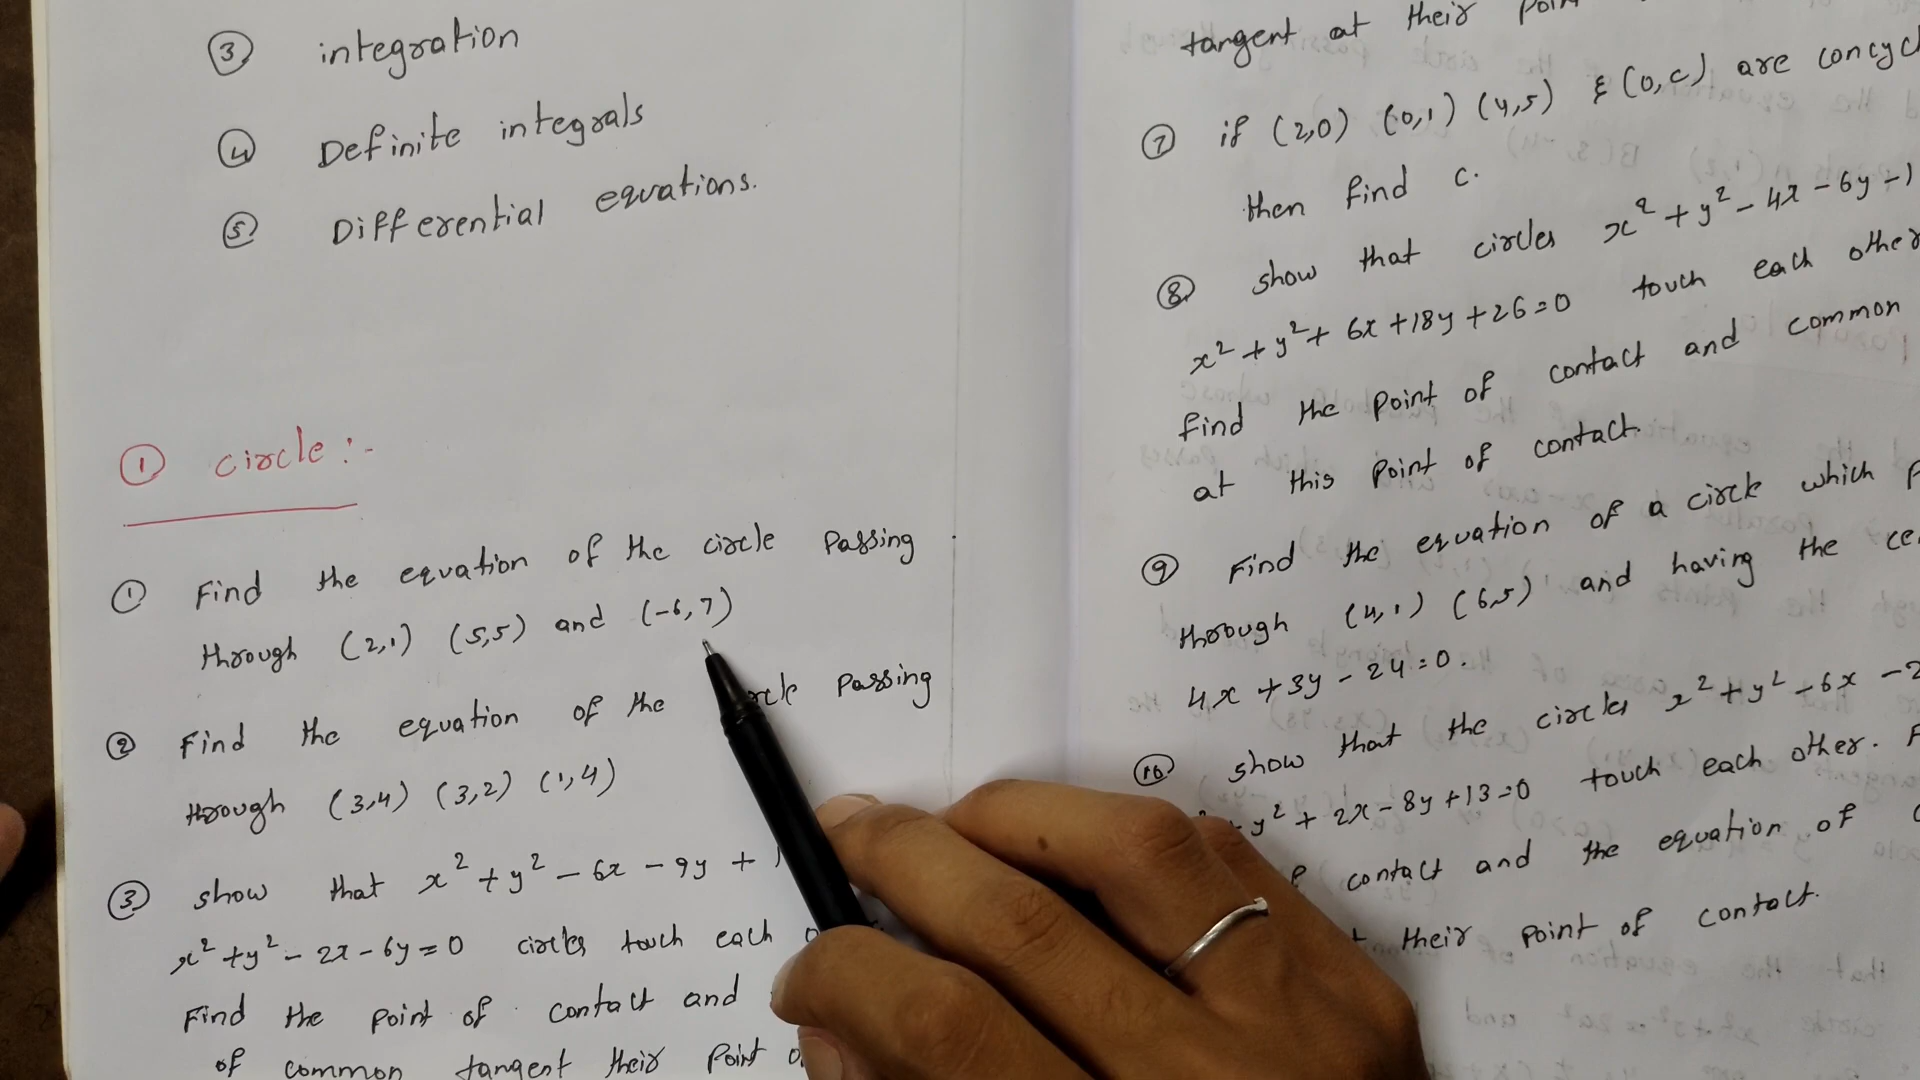 ③ integration
④ Definite integrals
⑤ Differential equations.
① circle :-
① Find the equation of the circle passing
through (2,1) (5,5) and (-6,7)
② Find the equation of the passing
through (3,4) (3,2) (1,4)
③ show that x² + y² - 6x - 9y +
x² + y² - 2x - 6y = 0 circles touch each
Find the point of contact and
of common tangent their point
tangent at their
⑦ if (2,0) (0,1) (4,5) & (0,c) are
then find c.
⑧ show that circles x² + y² - 4x - 6y -
x² + y² + 6x + 18y + 26 = 0 touch each other
find the point of contact and common
at this point of contact.
⑨ Find the equation of a circle which
through (4,1) (6,5) and having the
4x + 3y - 24 = 0.
⑩ show that the circles x² + y² - 6x - 2
y² + 2x - 8y + 13 = 0 touch each other.
contact and the equation of
their point of contact.